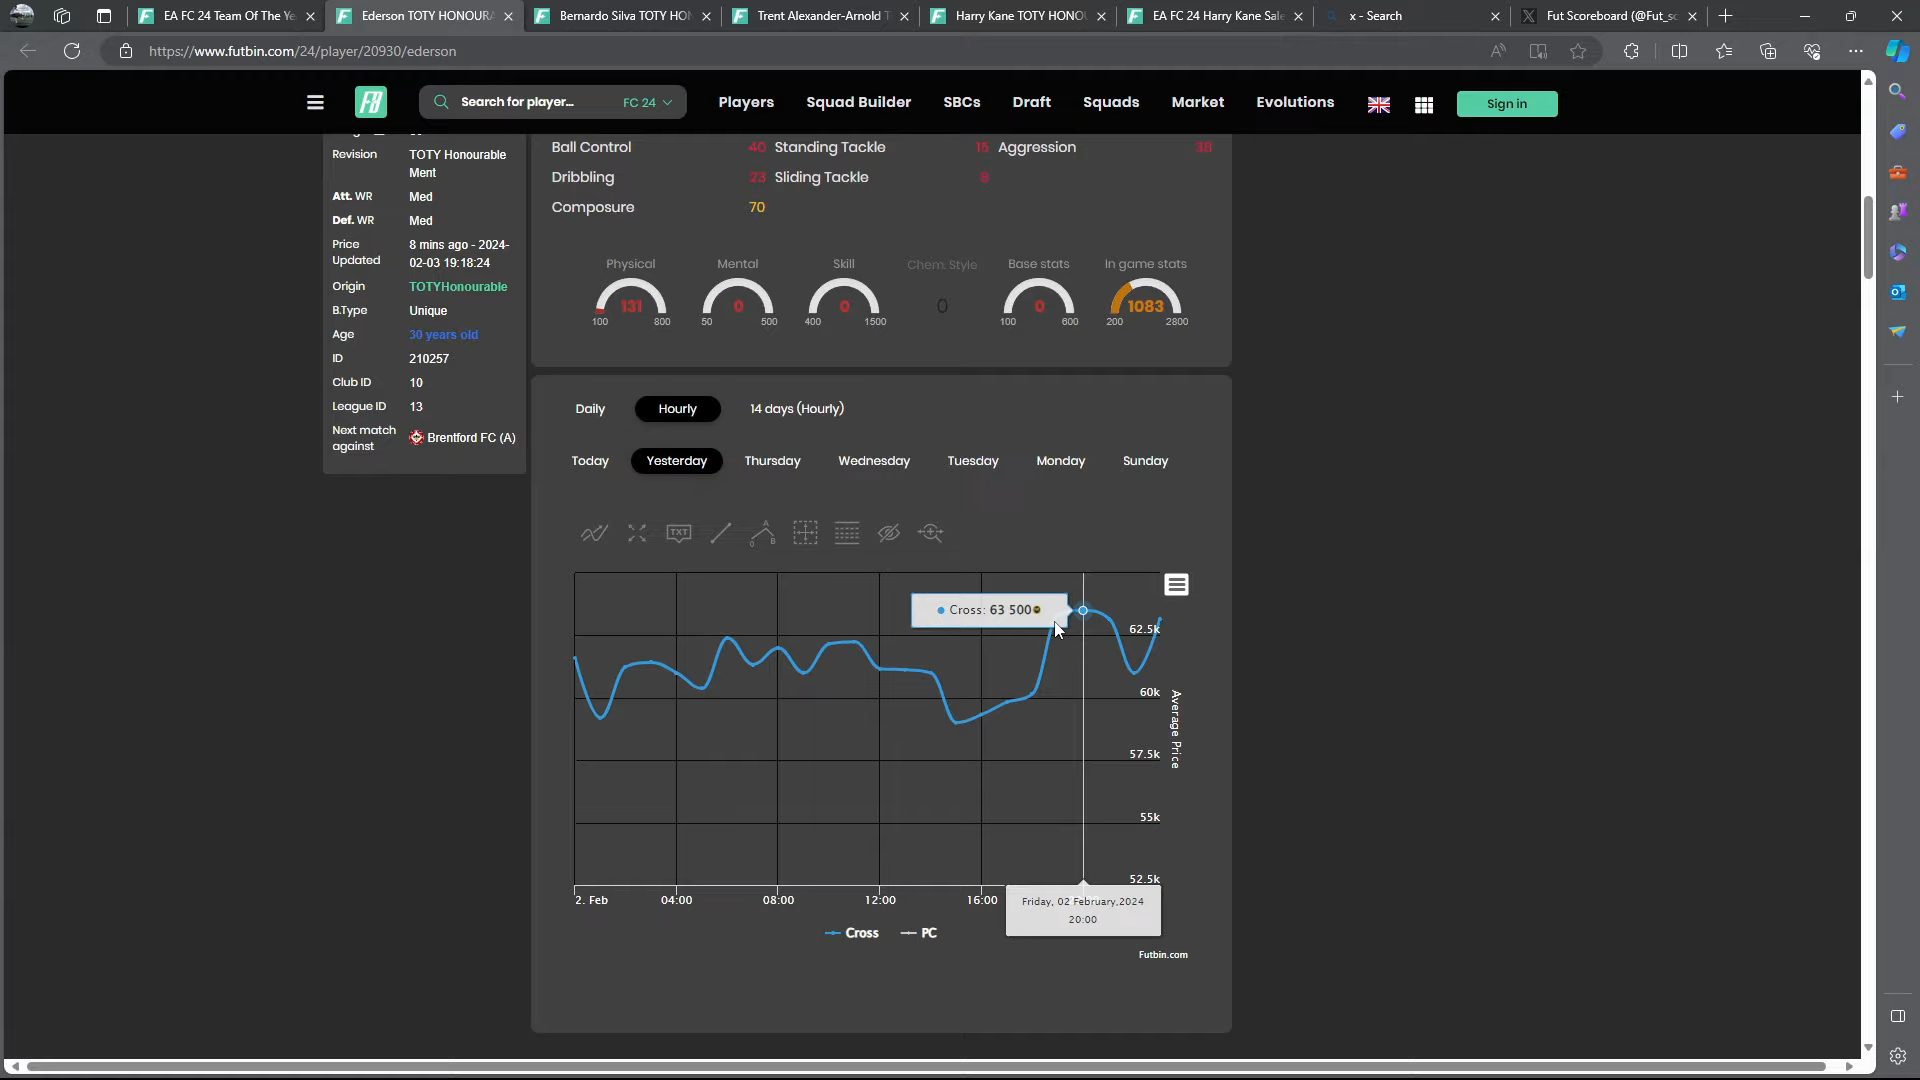 EA FC 24 Team Of The Ye
Ederson TOTY HONOURA
Bernardo Silva TOTY HON
Trent Alexander-Arnold T
Harry Kane TOTY HONOU
EA FC 24 Harry Kane Sale
x - Search
Fut Scoreboard (@Fut_sc
https://www.futbin.com/24/player/20930/ederson
Search for player...
FC 24
Players
Squad Builder
SBCs
Draft
Squads
Market
Evolutions
Sign in
Revision TOTY Honourable
Ment
Att. WR Med
Def. WR Med
Price 8 mins ago - 2024-
Updated 02-03 19:18:24
Origin TOTYHonourable
B.Type Unique
Age 30 years old
ID 210257
Club ID 10
League ID 13
Next match
against
Brentford FC (A)
Ball Control 40 Standing Tackle 15 Aggression 38
Dribbling 23 Sliding Tackle 8
Composure 70
Physical Mental Skill Chem. Style Base stats In game stats
131 0 0 0 0 1083
100 800 50 500 400 1500 100 600 200 2800
Daily Hourly 14 days (Hourly)
Today Yesterday Thursday Wednesday Tuesday Monday Sunday
TXT
A
B
Cross: 63 500
62.5k
60k
57.5k
55k
52.5k
Average Price
2. Feb 04:00 08:00 12:00 16:00
Friday, 02 February,2024
20:00
Cross PC
Futbin.com